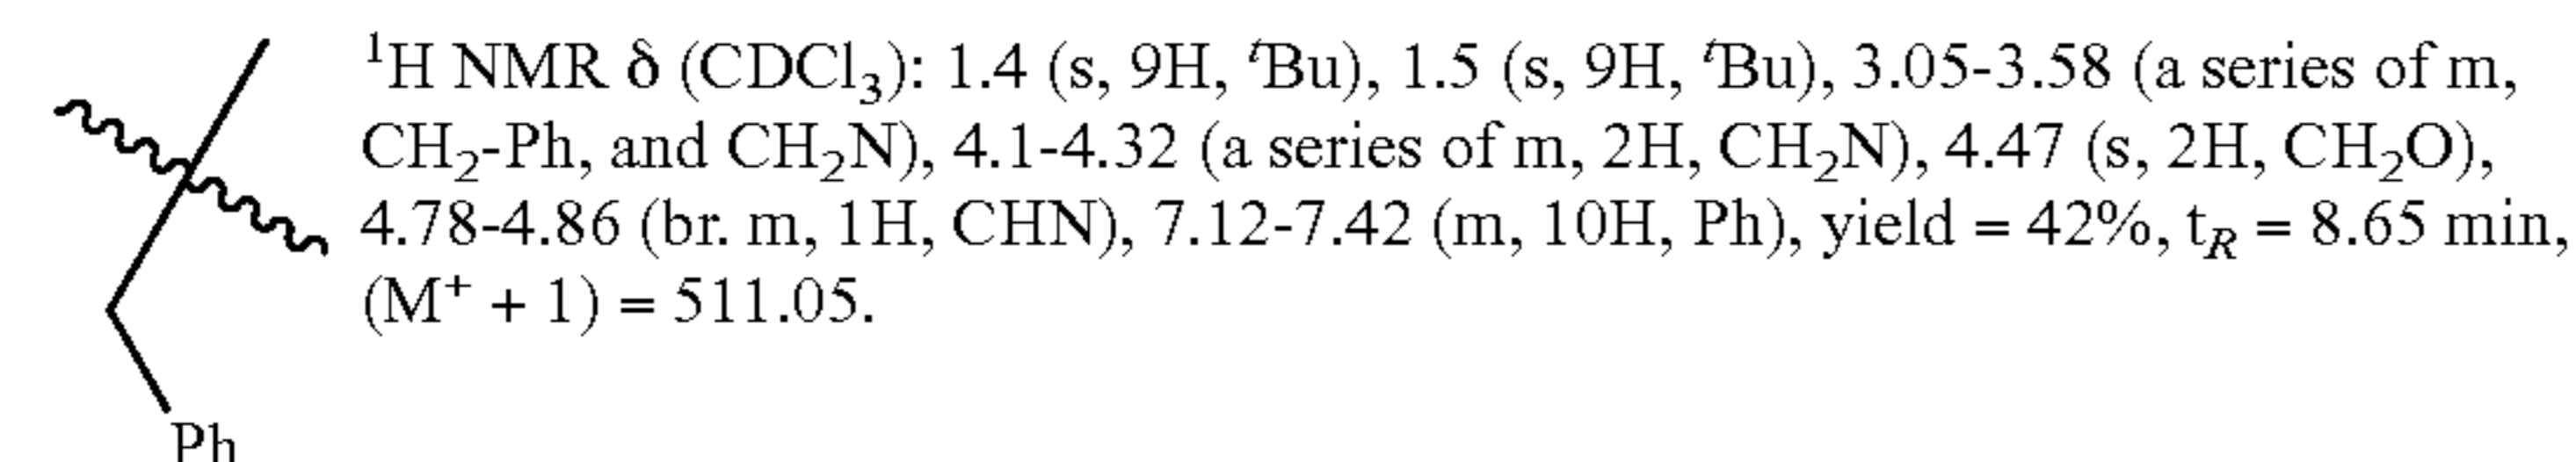 ¹H NMR δ (CDCl₃): 1.4 (s, 9H, ᵗBu), 1.5 (s, 9H, ᵗBu), 3.05-3.58 (a series of m,
CH₂-Ph, and CH₂N), 4.1-4.32 (a series of m, 2H, CH₂N), 4.47 (s, 2H, CH₂O),
4.78-4.86 (br. m, 1H, CHN), 7.12-7.42 (m, 10H, Ph), yield = 42%, t_R = 8.65 min,
(M⁺ + 1) = 511.05.
Ph